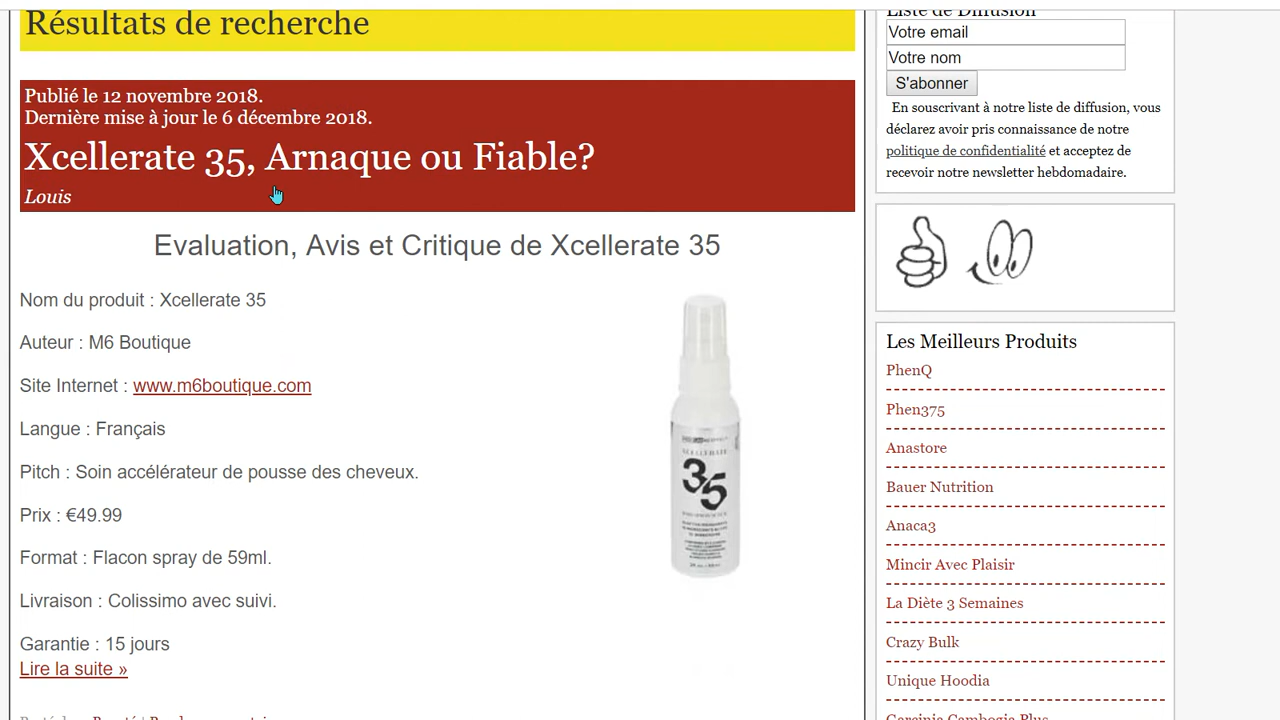 Résultats de recherche
Publié le 12 novembre 2018.
Dernière mise à jour le 6 décembre 2018.
Xcellerate 35, Arnaque ou Fiable?
Louis
Evaluation, Avis et Critique de Xcellerate 35
Nom du produit : Xcellerate 35
Auteur : M6 Boutique
Site Internet : www.m6boutique.com
Langue : Français
Pitch : Soin accélérateur de pousse des cheveux.
Prix : €49.99
Format : Flacon spray de 59ml.
Livraison : Colissimo avec suivi.
Garantie : 15 jours
Lire la suite »
35
Liste de Diffusion
Votre email
Votre nom
S'abonner
En souscrivant à notre liste de diffusion, vous
déclarez avoir pris connaissance de notre
politique de confidentialité et acceptez de
recevoir notre newsletter hebdomadaire.
Les Meilleurs Produits
PhenQ
Phen375
Anastore
Bauer Nutrition
Anaca3
Mincir Avec Plaisir
La Diète 3 Semaines
Crazy Bulk
Unique Hoodia
Garcinia Cambogia Plus